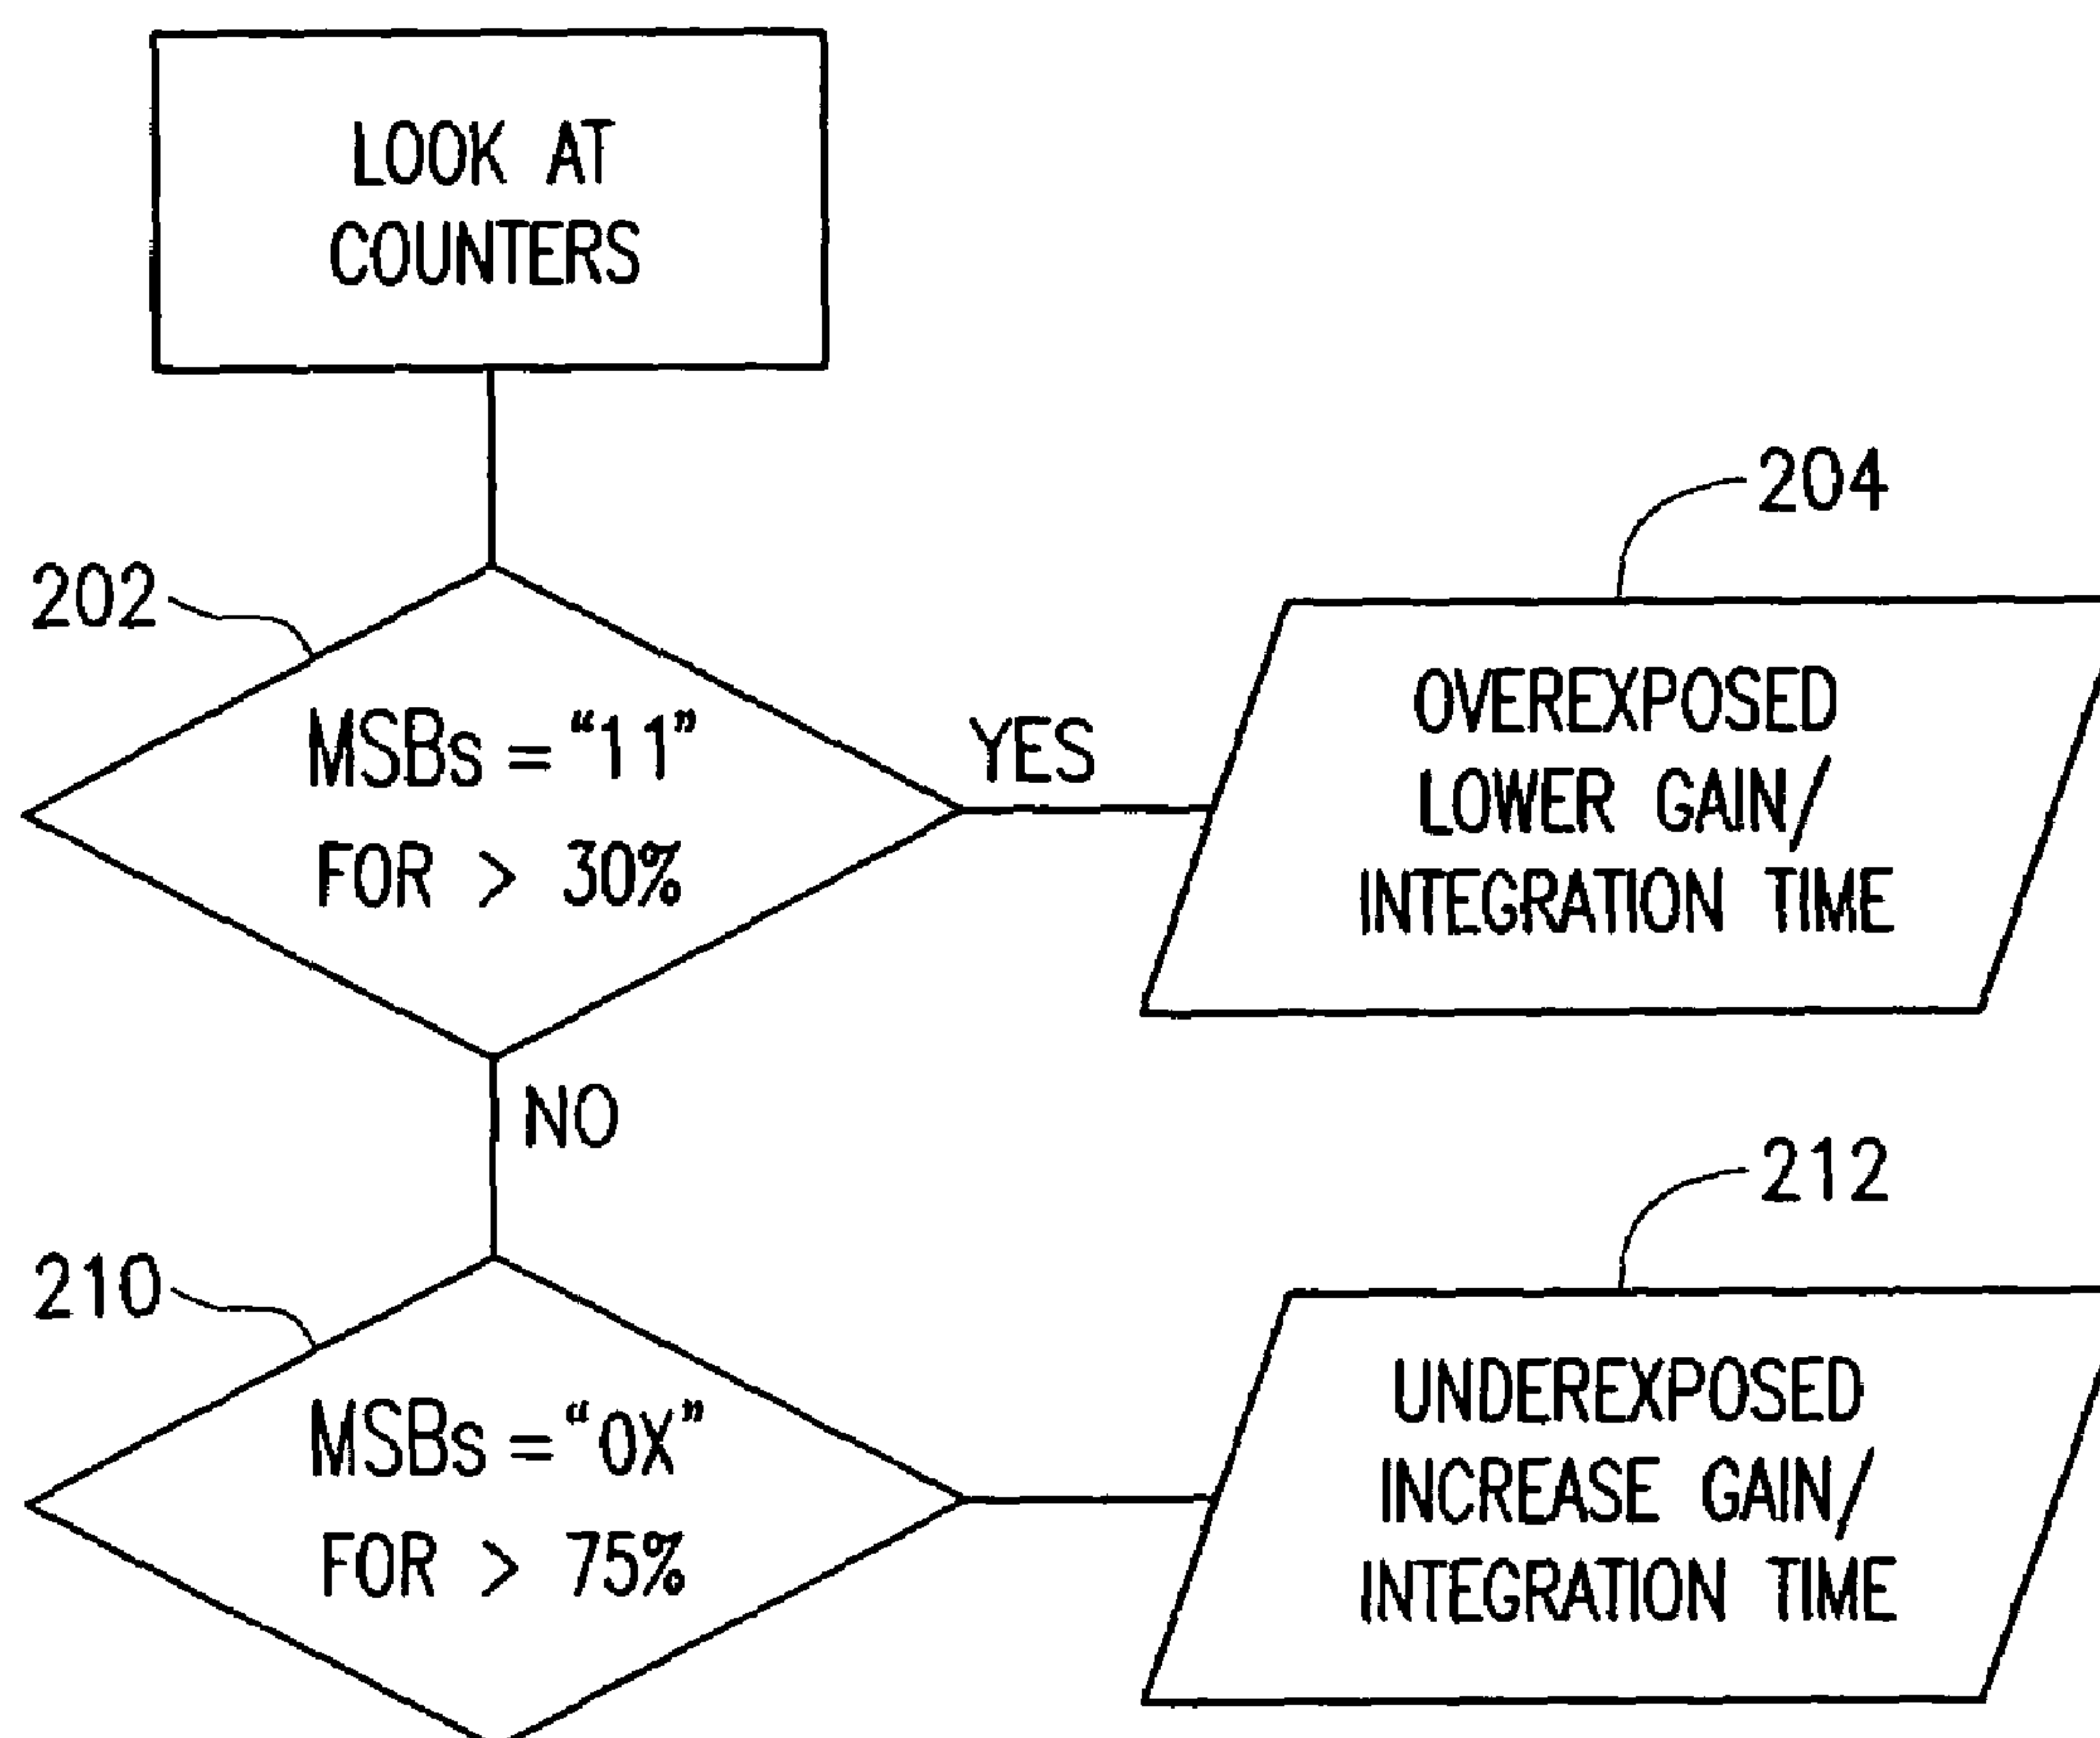 LOOK AT
COUNTERS
204
202
MSBs = “11”
FOR > 30%
YES
OVEREXPOSED
LOWER GAIN/
INTEGRATION TIME
NO
212
210
MSBs = “0X”
FOR > 75%
UNDEREXPOSED
INCREASE GAIN/
INTEGRATION TIME